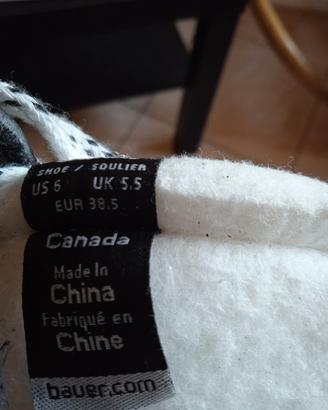 SHOE / SOULIER
US 6 UK 5.5
EUR 38.5
Canada
Made In
China
Fabriqué en
Chine
bauer.com